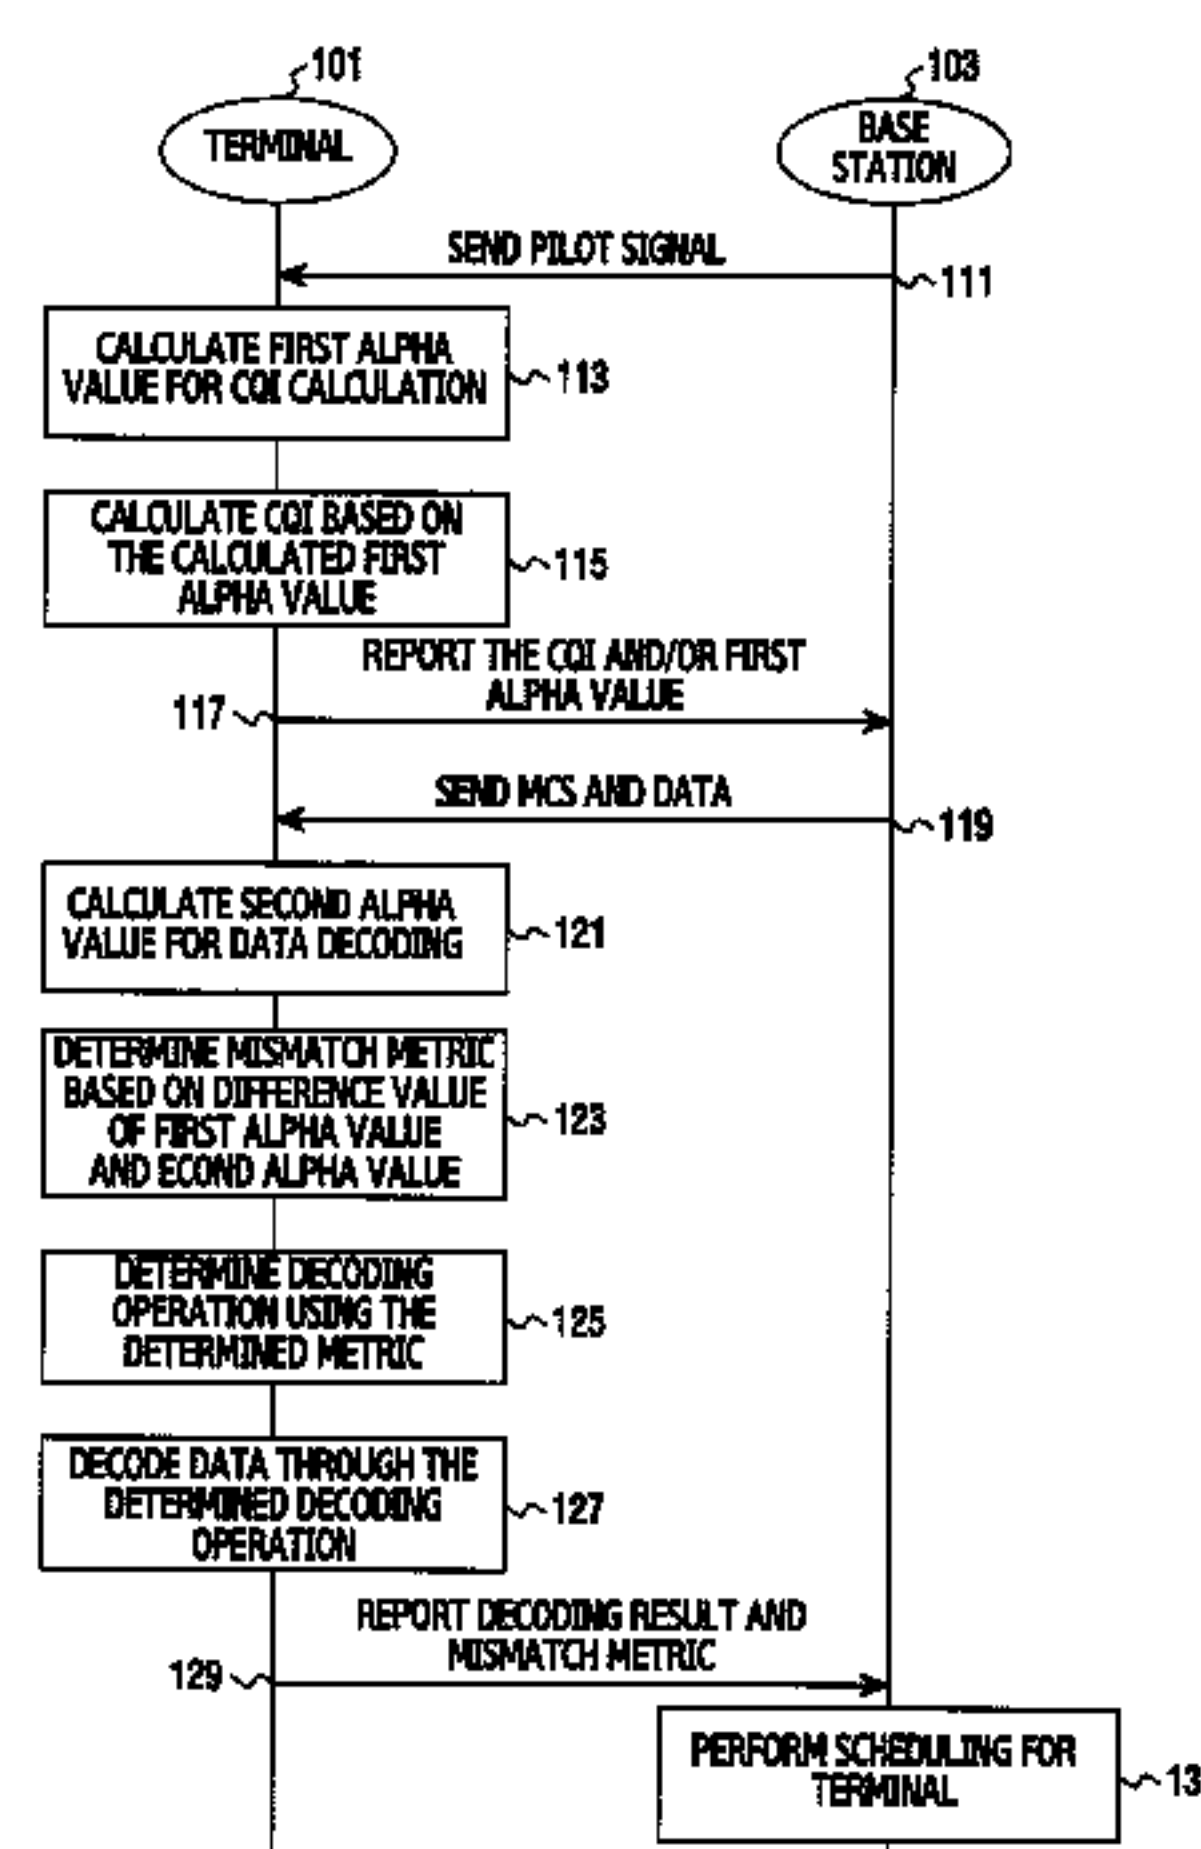 101
TERMINAL
103
BASE
STATION
SEND PILOT SIGNAL
111
CALCULATE FIRST ALPHA
VALUE FOR CQI CALCULATION
113
CALCULATE CQI BASED ON
THE CALCULATED FIRST
ALPHA VALUE
115
REPORT THE CQI AND/OR FIRST
ALPHA VALUE
117
SEND MCS AND DATA
119
CALCULATE SECOND ALPHA
VALUE FOR DATA DECODING
121
DETERMINE MISMATCH METRIC
BASED ON DIFFERENCE VALUE
OF FIRST ALPHA VALUE
AND ECOND ALPHA VALUE
123
DETERMINE DECODING
OPERATION USING THE
DETERMINED METRIC
125
DECODE DATA THROUGH THE
DETERMINED DECODING
OPERATION
127
REPORT DECODING RESULT AND
MISMATCH METRIC
129
PERFORM SCHEDULING FOR
TERMINAL
13